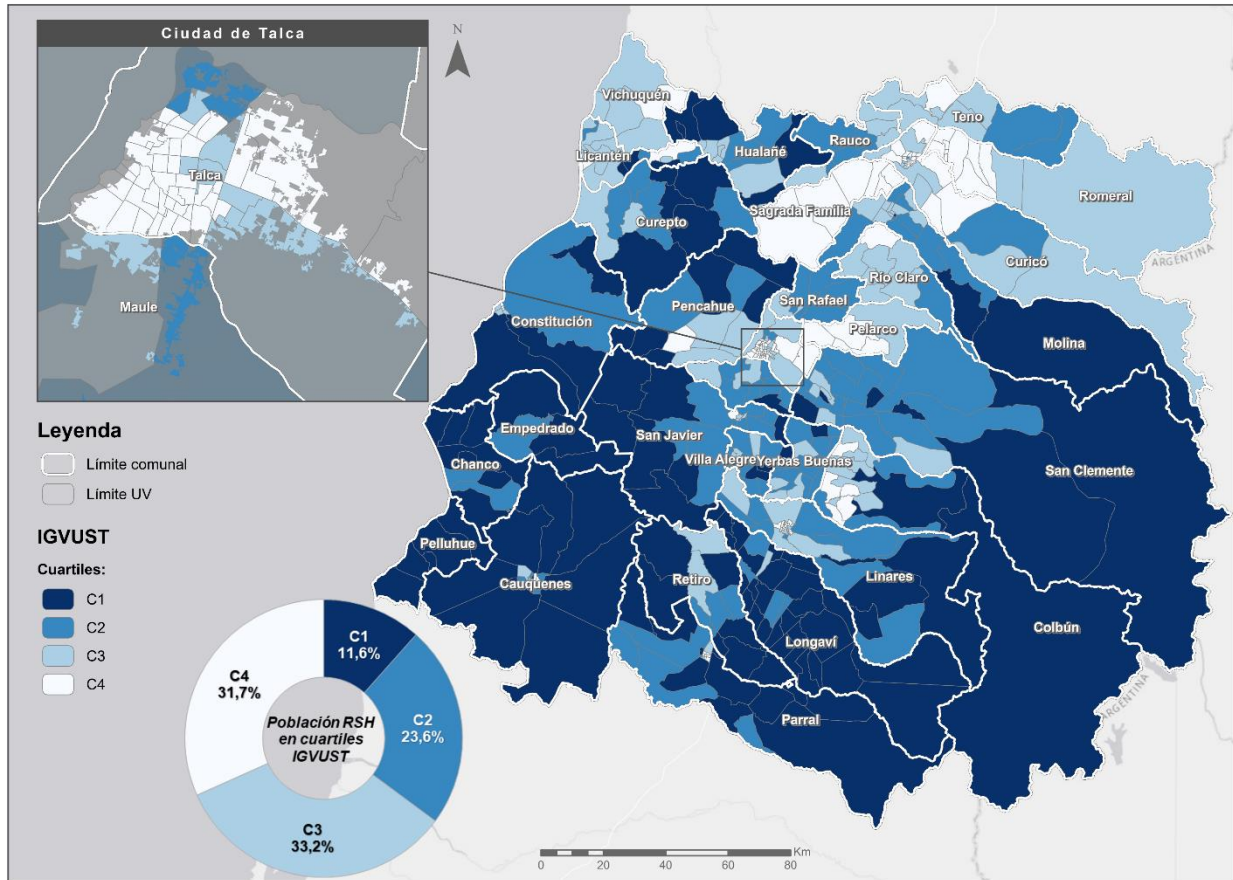 Ciudad de Talca
Talca
Maule
N
Leyenda
Límite comunal
Límite UV
IGVUST
Cuartiles:
C1
C2
C3
C4
C1
11,6%
C2
23,6%
C3
33,2%
C4
31,7%
Población RSH
en cuartiles
IGVUST
Vichuquén
Teno
Licantén
Hualañé
Rauco
Romeral
Sagrada Familia
Curepto
Curicó
ARGENTINA
Río Claro
Pencahue
San Rafael
Constitución
Pelarco
Molina
Empedrado
San Javier
Villa Alegre
Yerbas Buenas
San Clemente
Chanco
Pelluhue
Cauquenes
Retiro
Linares
Longaví
Colbún
ARGENTINA
Parral
0
20
40
60
80
Km